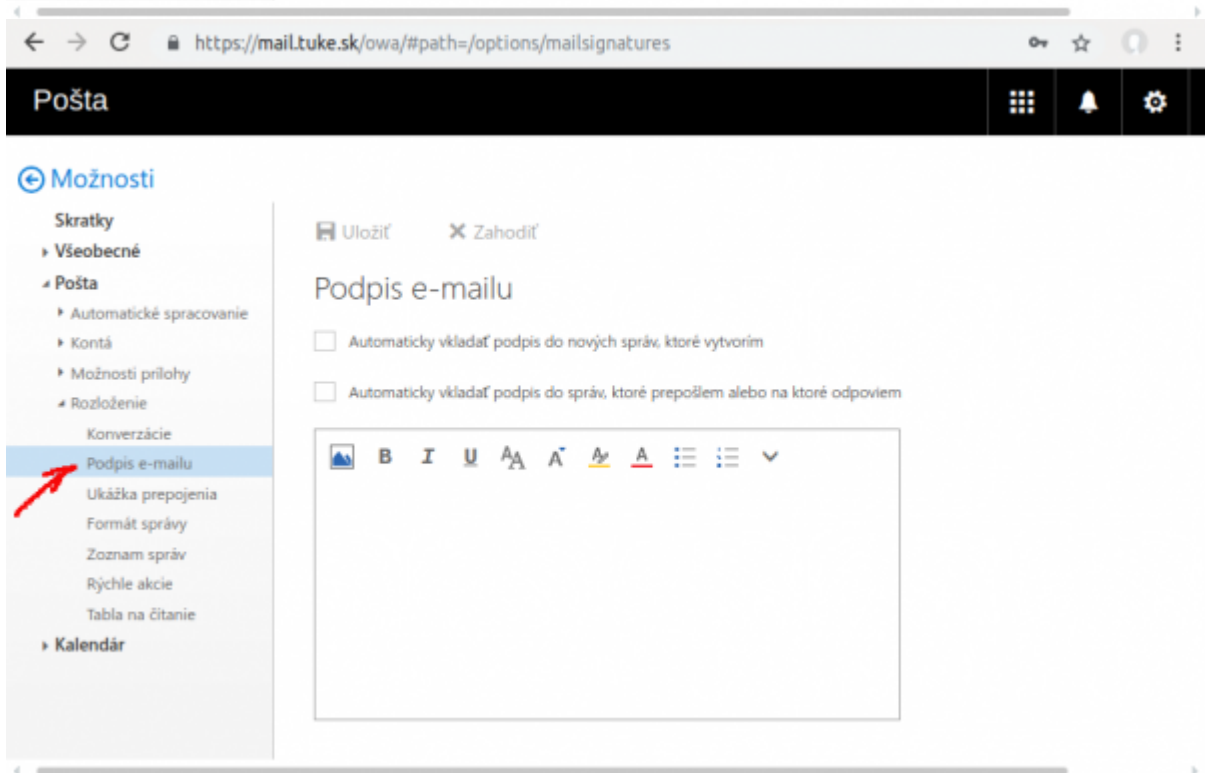 https://mail.tuke.sk/owa/#path=/options/mailsignatures
Pošta
Možnosti
Skratky
Všeobecné
Pošta
Automatické spracovanie
Kontá
Možnosti prílohy
Rozloženie
Konverzácie
Podpis e-mailu
Ukážka prepojenia
Formát správy
Zoznam správ
Rýchle akcie
Tabla na čítanie
Kalendár
Uložiť Zahodiť
Podpis e-mailu
Automaticky vkladať podpis do nových správ, ktoré vytvorím
Automaticky vkladať podpis do správ, ktoré prepošlem alebo na ktoré odpoviem
B I U AA A A A